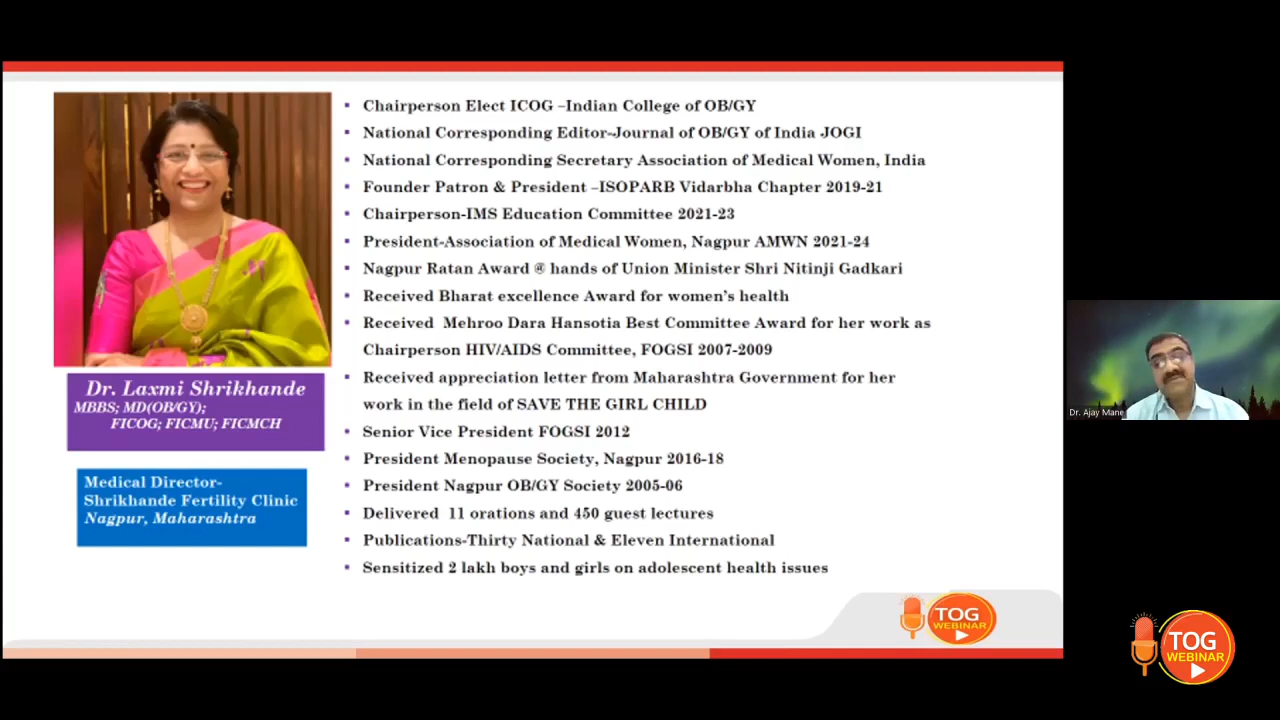 Chairperson Elect ICOG –Indian College of OB/GY
National Corresponding Editor-Journal of OB/GY of India JOGI
National Corresponding Secretary Association of Medical Women, India
Founder Patron & President –ISOPARB Vidarbha Chapter 2019-21
Chairperson-IMS Education Committee 2021-23
President-Association of Medical Women, Nagpur AMWN 2021-24
Nagpur Ratan Award @ hands of Union Minister Shri Nitinji Gadkari
Received Bharat excellence Award for women's health
Received Mehroo Dara Hansotia Best Committee Award for her work as
Chairperson HIV/AIDS Committee, FOGSI 2007-2009
Received appreciation letter from Maharashtra Government for her
work in the field of SAVE THE GIRL CHILD
Senior Vice President FOGSI 2012
President Menopause Society, Nagpur 2016-18
President Nagpur OB/GY Society 2005-06
Delivered 11 orations and 450 guest lectures
Publications-Thirty National & Eleven International
Sensitized 2 lakh boys and girls on adolescent health issues
Dr. Laxmi Shrikhande
MBBS; MD(OB/GY);
FICOG; FICMU; FICMCH
Medical Director-
Shrikhande Fertility Clinic
Nagpur, Maharashtra
TOG
WEBINAR
Dr. Ajay Mane
TOG
WEBINAR